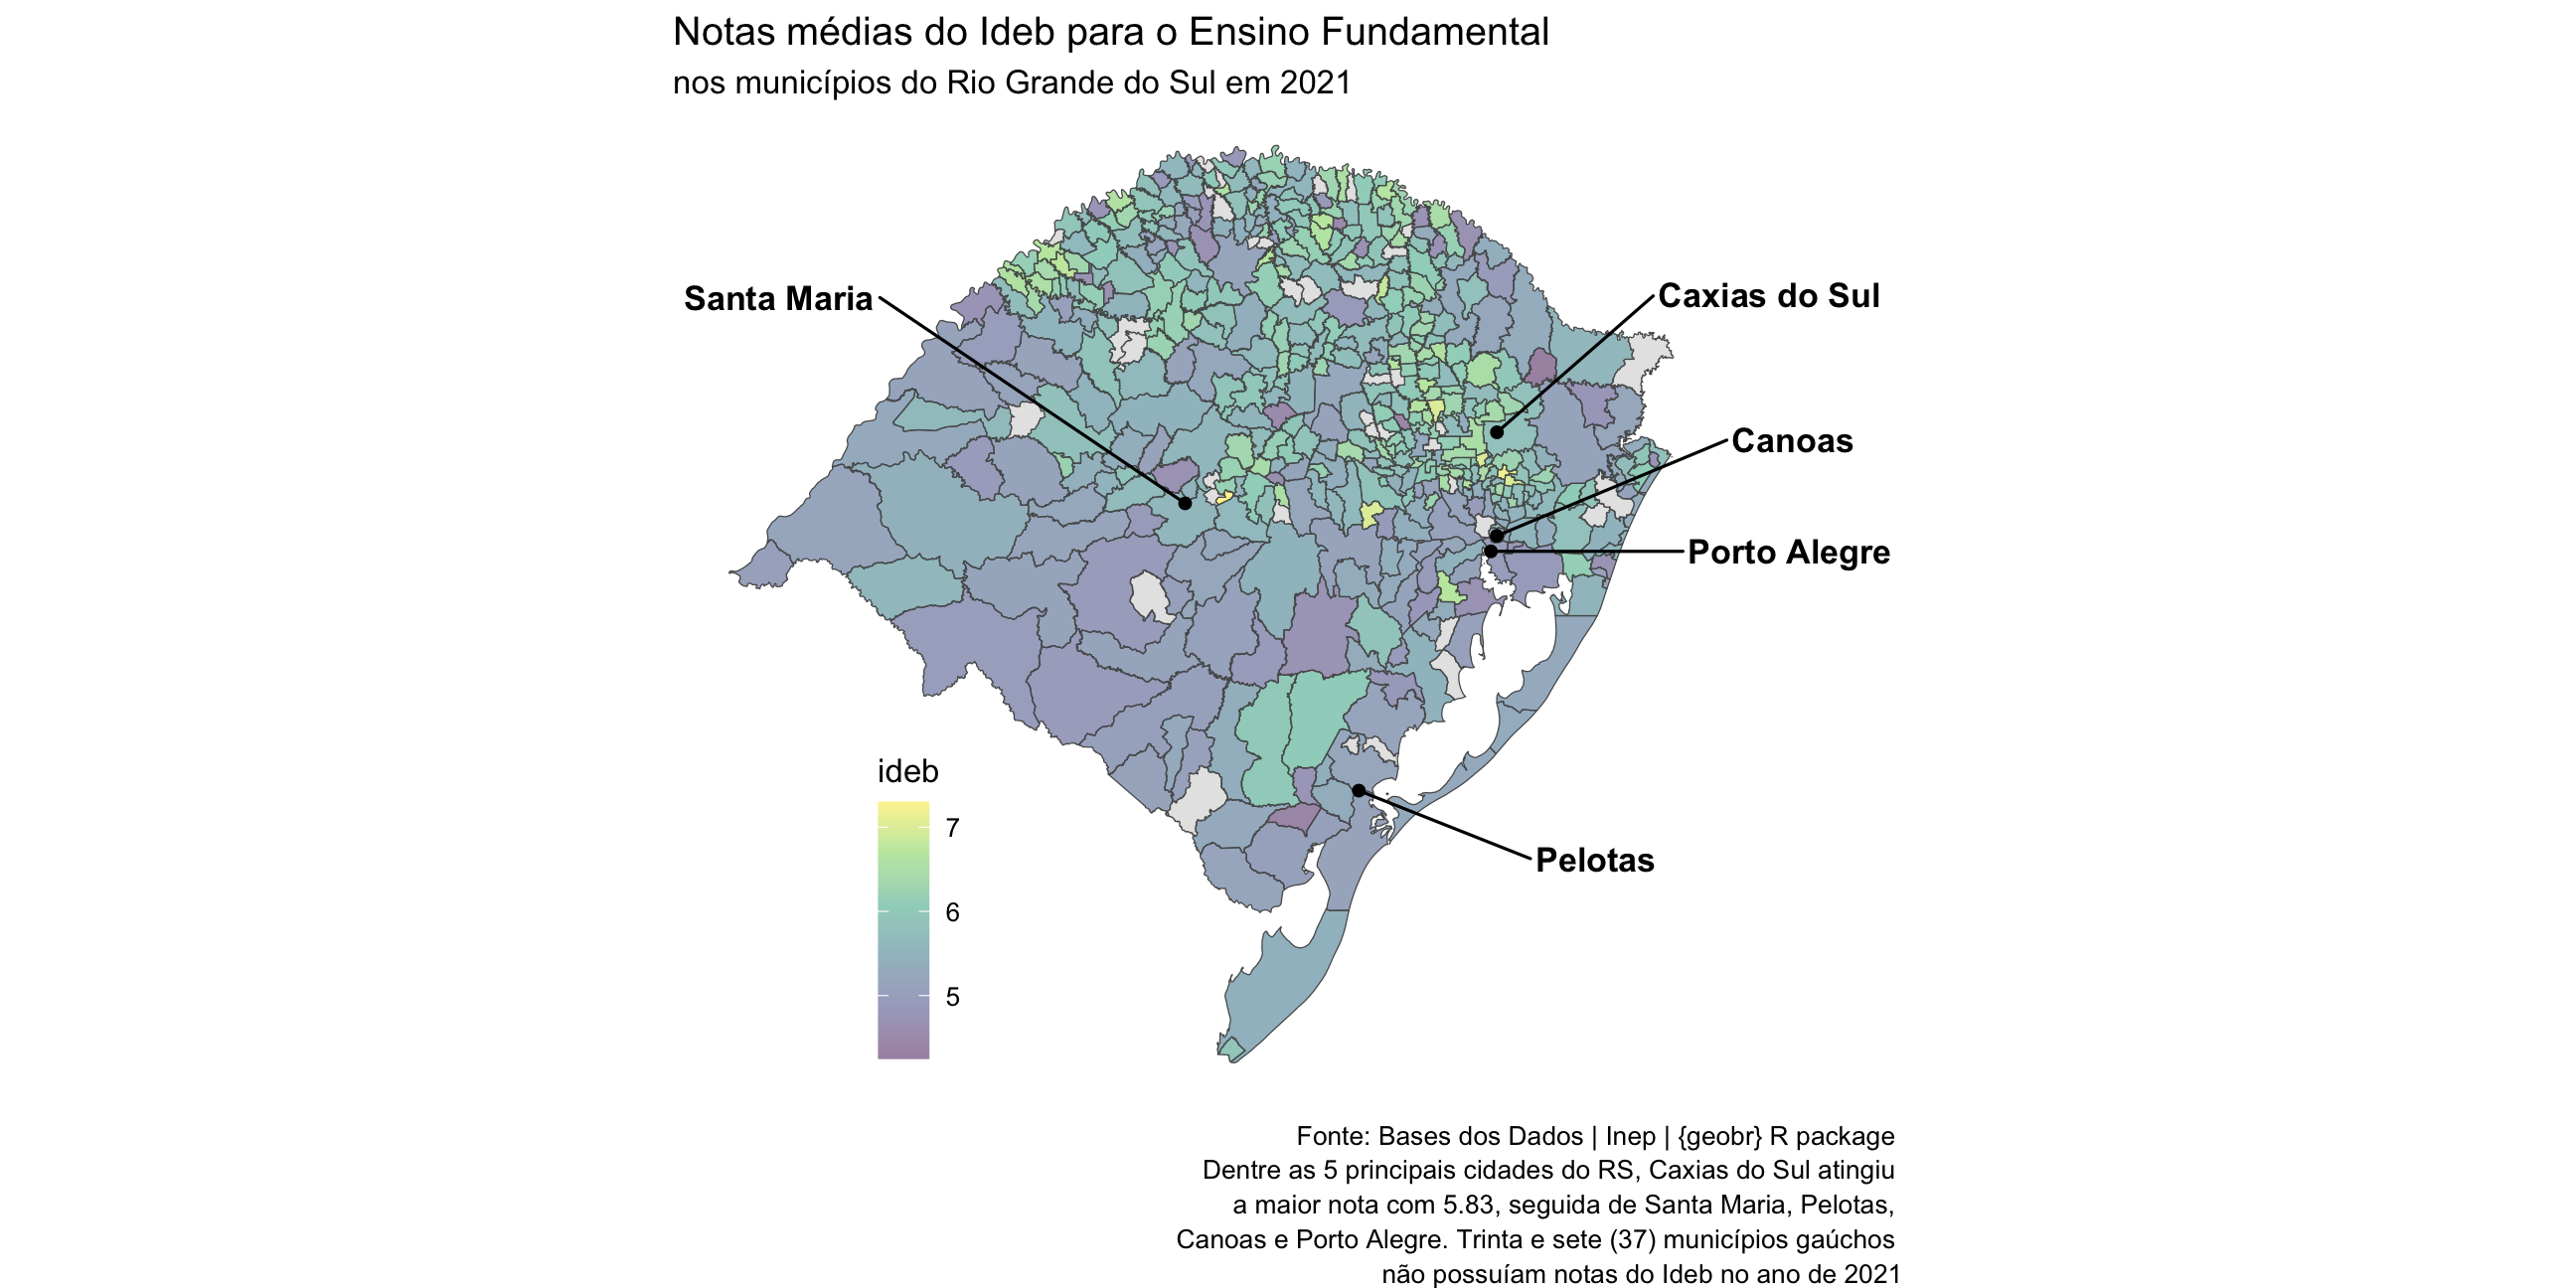 Notas médias do Ideb para o Ensino Fundamental
nos municípios do Rio Grande do Sul em 2021
Santa Maria
Caxias do Sul
Canoas
Porto Alegre
Pelotas
ideb
7
6
5
Fonte: Bases dos Dados | Inep | {geobr} R package
Dentre as 5 principais cidades do RS, Caxias do Sul atingiu
a maior nota com 5.83, seguida de Santa Maria, Pelotas,
Canoas e Porto Alegre. Trinta e sete (37) municípios gaúchos
não possuíam notas do Ideb no ano de 2021